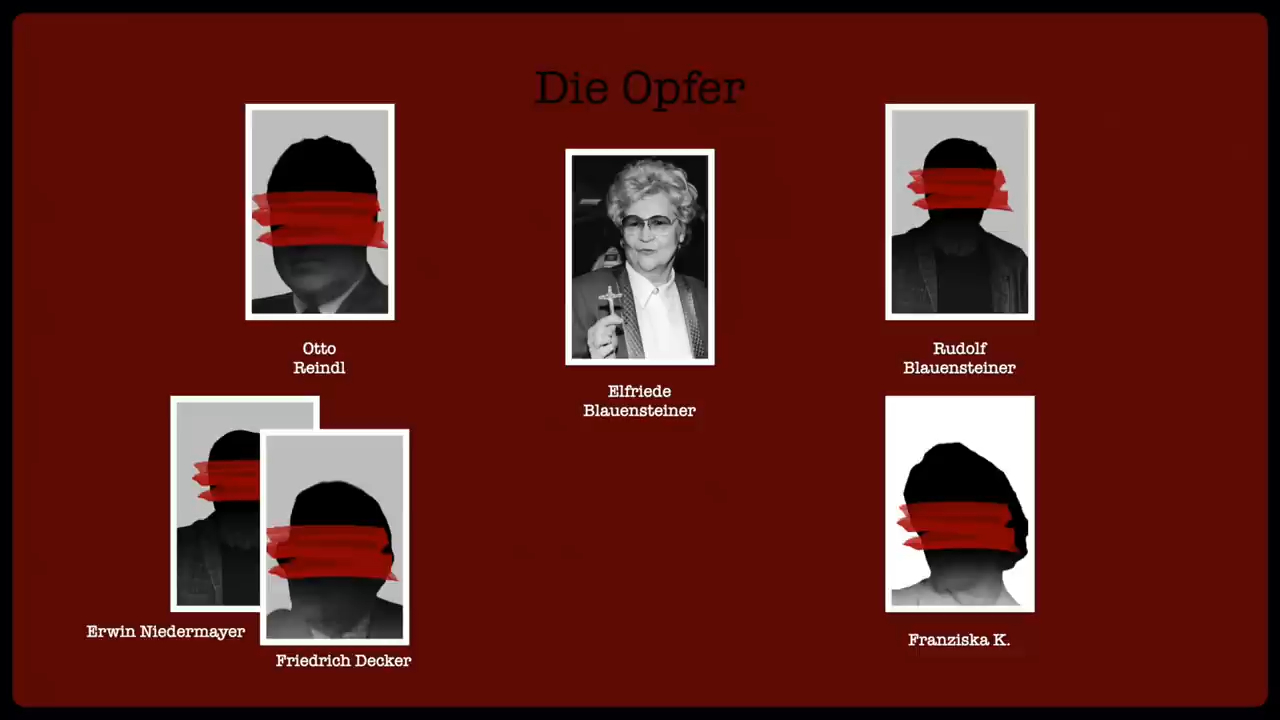 Die Opfer
Otto
Reindl
Elfriede
Blauensteiner
Rudolf
Blauensteiner
Erwin Niedermayer
Friedrich Decker
Franziska K.